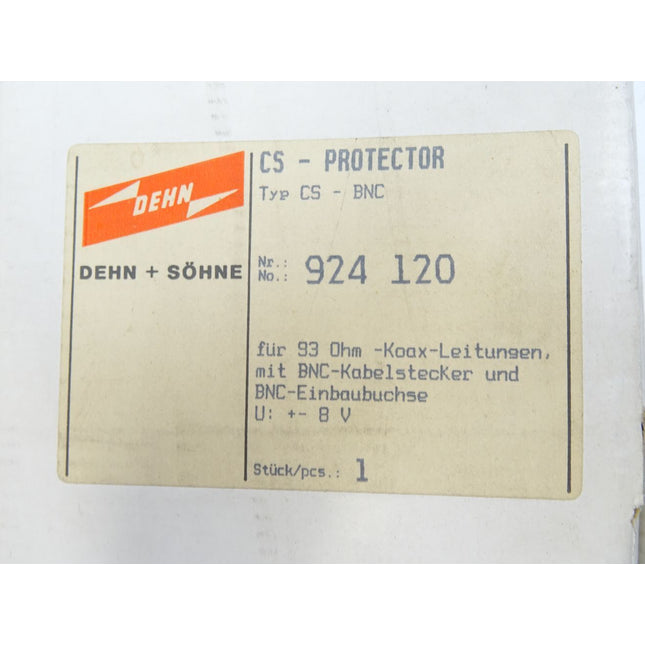 DEHN
DEHN + SÖHNE
CS - PROTECTOR
Typ CS - BNC
Nr.:
No.: 924 120
für 93 Ohm -Koax-Leitungen,
mit BNC-Kabelstecker und
BNC-Einbaubuchse
U: +- 8 V
Stück/pcs.: 1